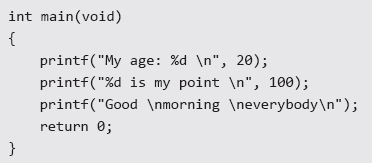 int main(void)
{
    printf("My age: %d \n", 20);
    printf("%d is my point \n", 100);
    printf("Good \nmorning \neverybody\n");
    return 0;
}